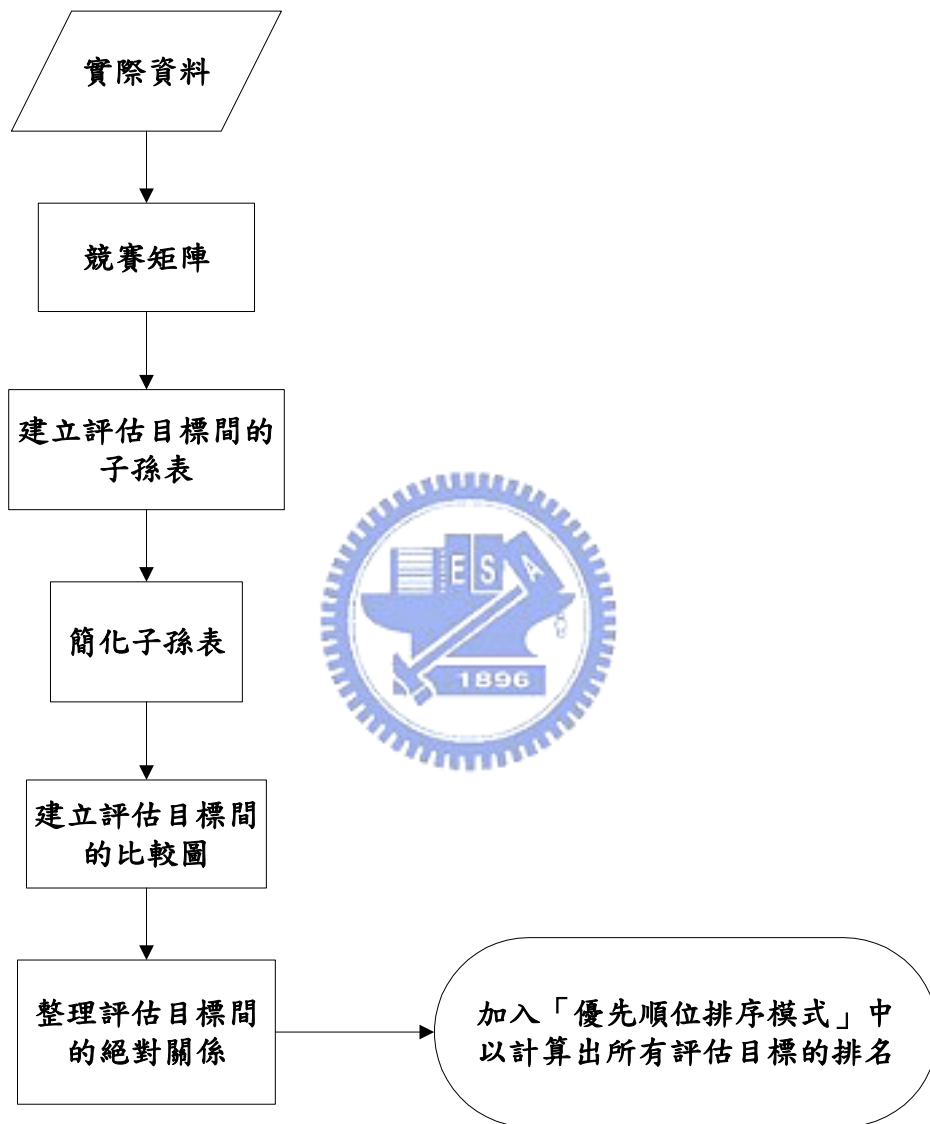 實際資料
競賽矩陣
建立評估目標間的
子孫表
簡化子孫表
建立評估目標間
的比較圖
整理評估目標間
的絕對關係
加入「優先順位排序模式」中
以計算出所有評估目標的排名
E S A
1896